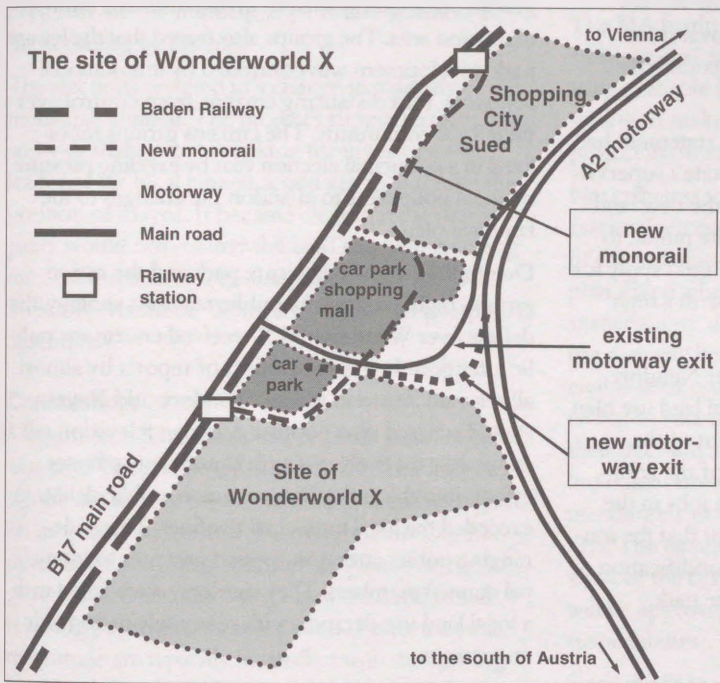 The site of Wonderworld X
Baden Railway
New monorail
Motorway
Main road
Railway
station
to Vienna
Shopping
City
Sued
A2 motorway
new
monorail
car park
shopping
mall
existing
motorway exit
car
park
new motor-
way exit
Site of
Wonderworld X
B17 main road
to the south of Austria